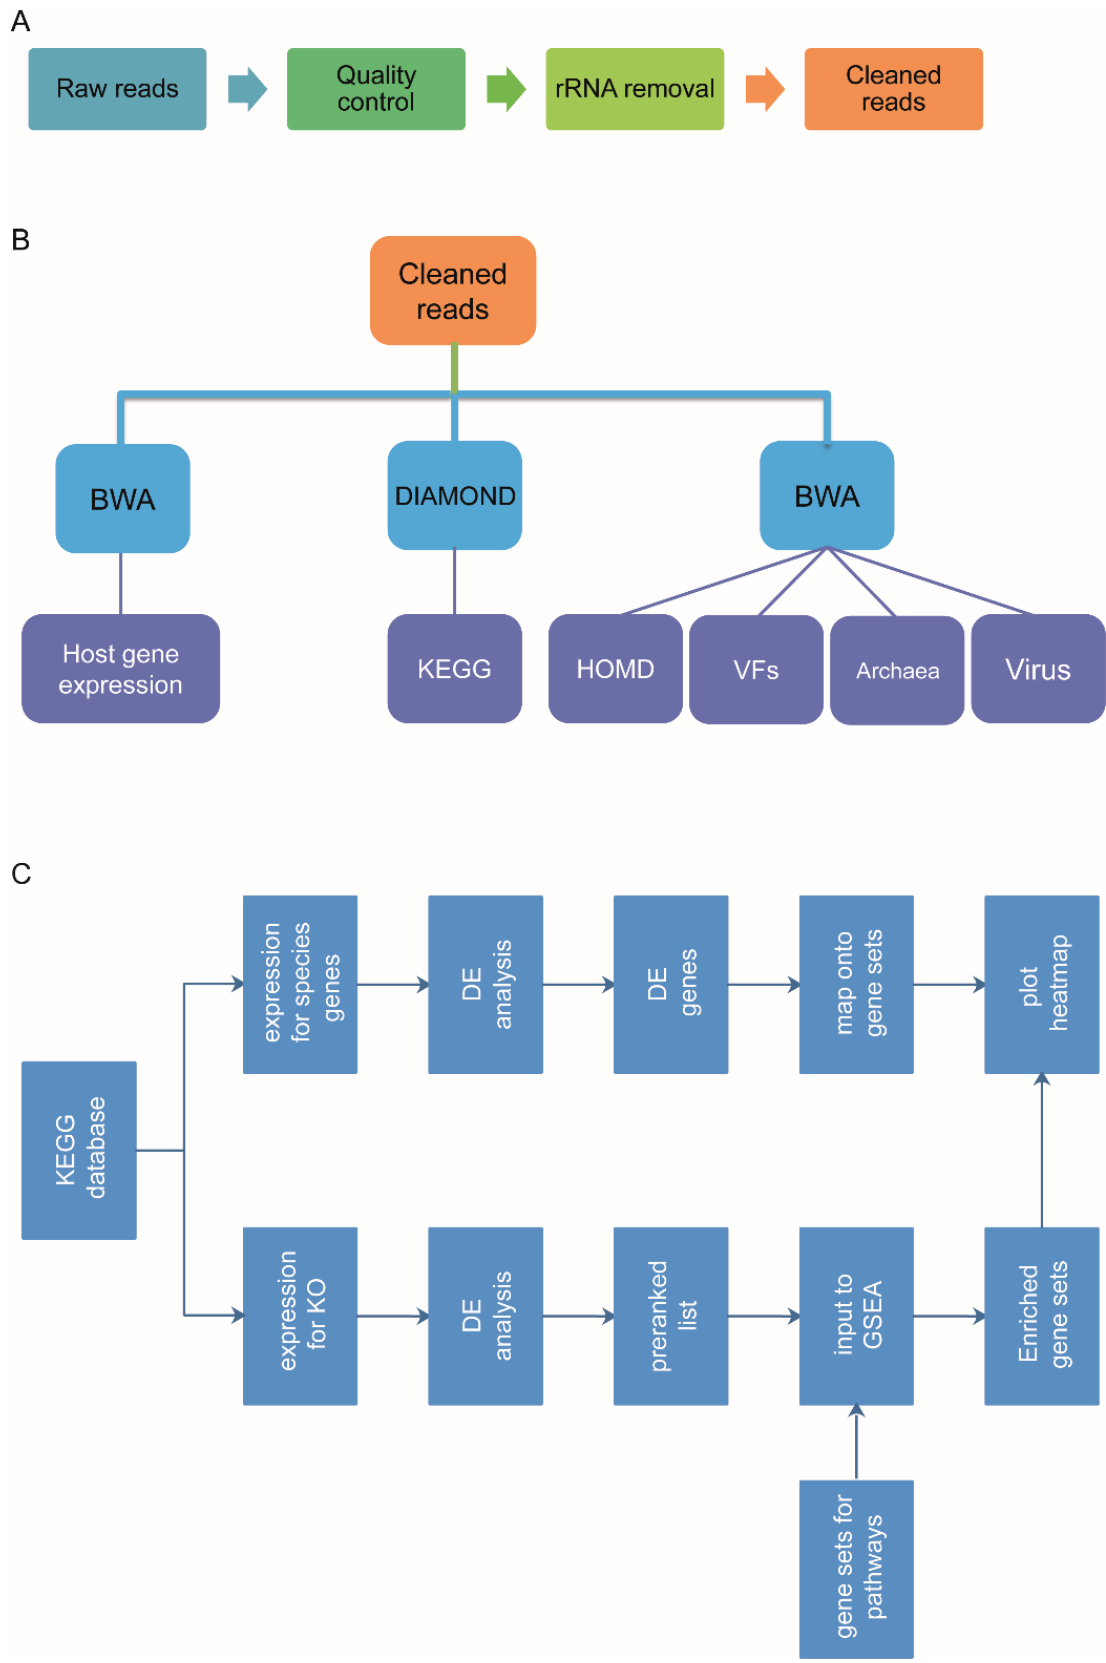 A
Raw reads
Quality
control
rRNA removal
Cleaned
reads
B
Cleaned
reads
BWA
DIAMOND
BWA
Host gene
expression
KEGG
HOMD
VFs
Archaea
Virus
C
KEGG
database
expression
for species
genes
DE
analysis
DE
genes
map onto
gene sets
plot
heatmap
expression
for KO
DE
analysis
preranked
list
input to
GSEA
Enriched
gene sets
gene sets for
pathways